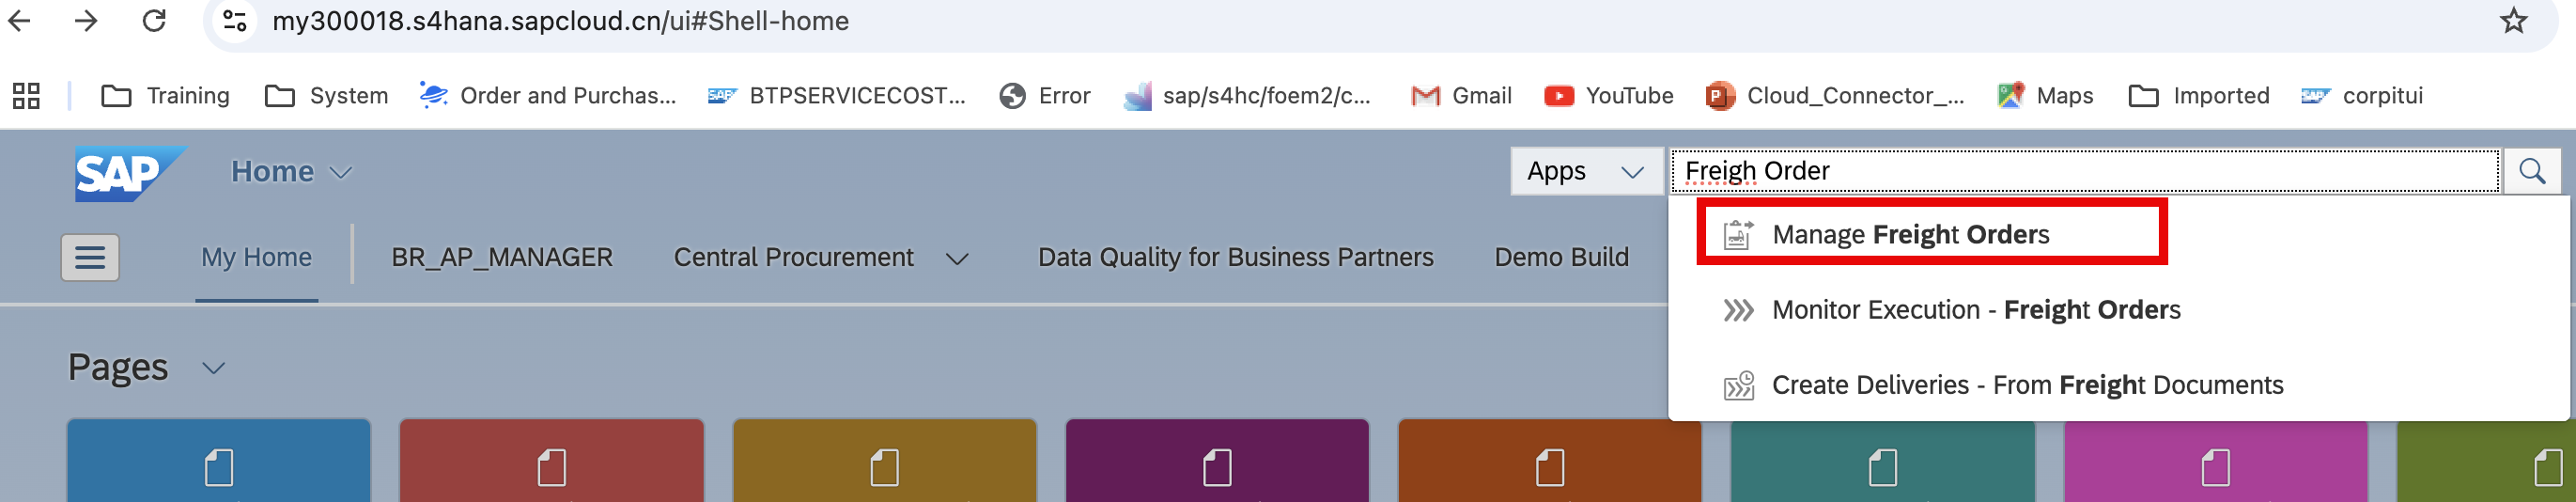 my300018.s4hana.sapcloud.cn/ui#Shell-home
Training System Order and Purchas... SAP BTPSERVICECOST... Error sap/s4hc/foem2/c... Gmail YouTube P Cloud_Connector_... Maps Imported SAP corpitui
SAP Home Apps Freigh Order
Manage Freight Orders
My Home BR_AP_MANAGER Central Procurement Data Quality for Business Partners Demo Build
Monitor Execution - Freight Orders
Pages
Create Deliveries - From Freight Documents